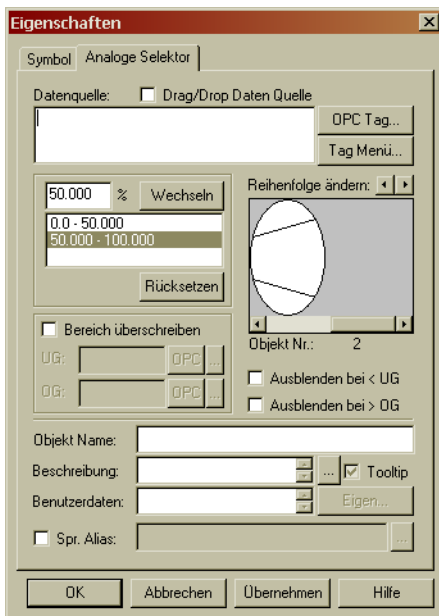 Eigenschaften
Symbol Analoge Selektor
Datenquelle: Drag/Drop Daten Quelle
OPC Tag...
Tag Menü...
50.000 % Wechseln
Reihenfolge ändern:
0.0 - 50.000
50.000 - 100.000
Rücksetzen
Objekt Nr.: 2
Bereich überschreiben
UG: OPC ...
OG: OPC ...
Ausblenden bei < UG
Ausblenden bei > OG
Objekt Name:
Beschreibung: ... Tooltip
Benutzerdaten: Eigen...
Spr. Alias: ...
OK Abbrechen Übernehmen Hilfe